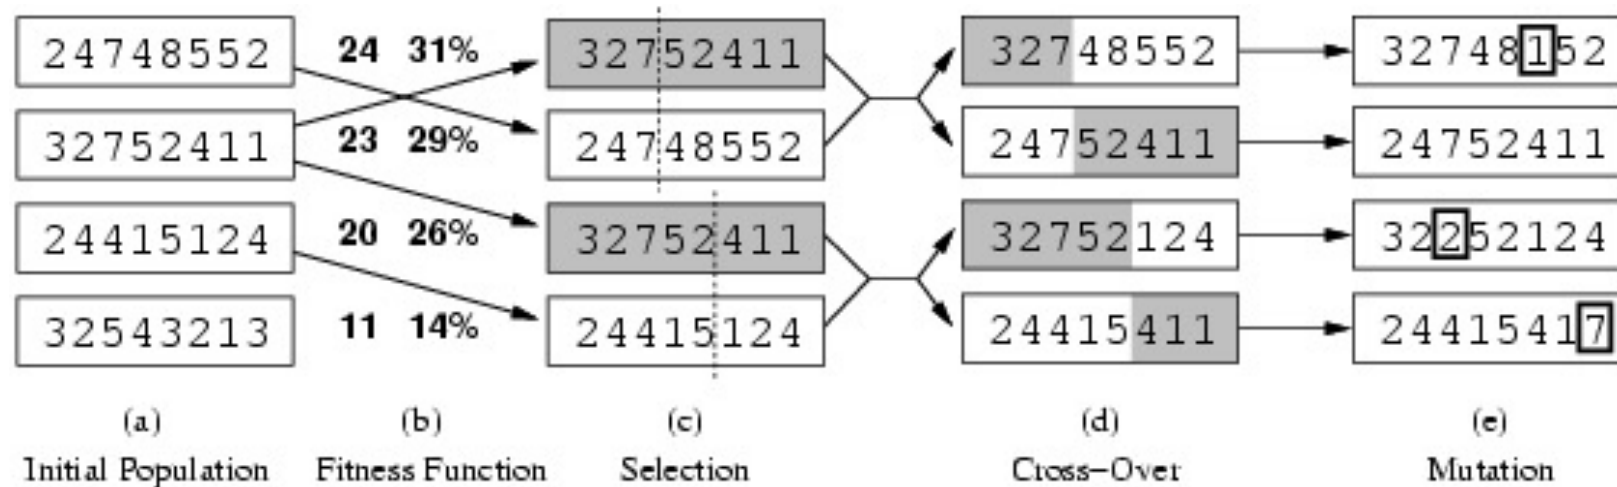 24748552 24 31% 32752411 32748552 32748152
32752411 23 29% 24748552 24752411 24752411
24415124 20 26% 32752411 32752124 32252124
32543213 11 14% 24415124 24415411 24415417
(a) (b) (c) (d) (e)
Initial Population Fitness Function Selection Cross–Over Mutation